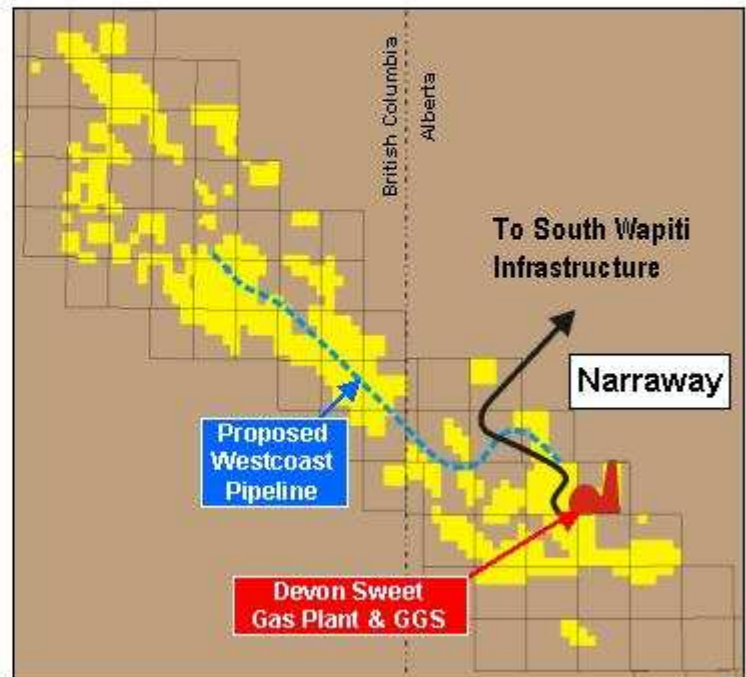 British Columbia
Alberta
To South Wapiti
Infrastructure
Narraway
Proposed
Westcoast
Pipeline
Devon Sweet
Gas Plant & GGS